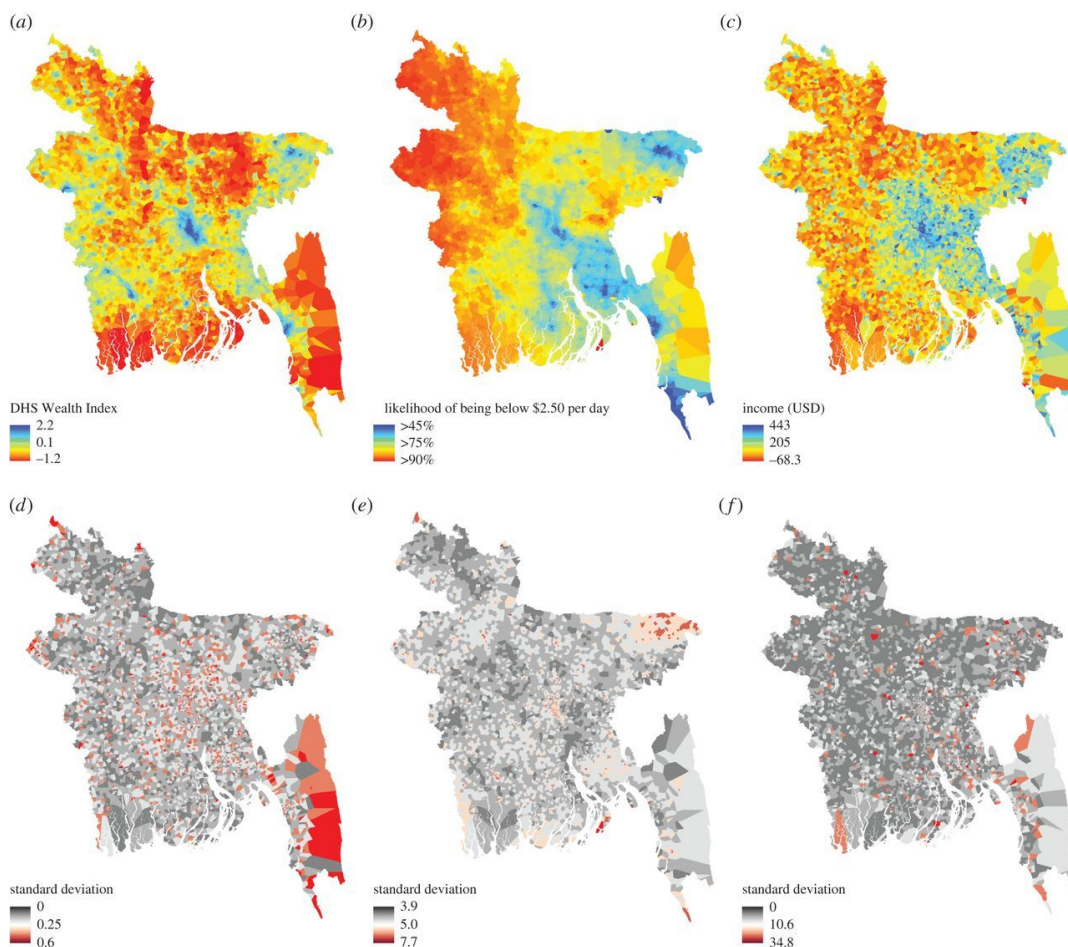 (a)
(b)
(c)
DHS Wealth Index
2.2
0.1
–1.2
likelihood of being below $2.50 per day
>45%
>75%
>90%
income (USD)
443
205
–68.3
(d)
(e)
(f)
standard deviation
0
0.25
0.6
standard deviation
3.9
5.0
7.7
standard deviation
0
10.6
34.8